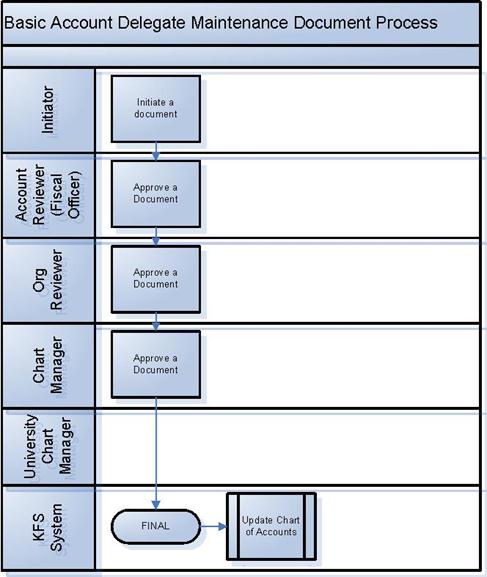 Basic Account Delegate Maintenance Document Process
Initiator
Initiate a
document
Account
Reviewer
(Fiscal
Officer)
Approve a
Document
Org
Reviewer
Approve a
Document
Chart
Manager
Approve a
Document
University
Chart
Manager
KFS
System
FINAL
Update Chart
of Accounts